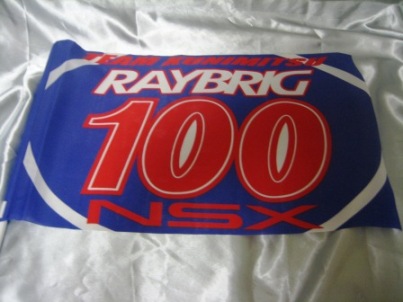 TEAM KUNIMITSU
RAYBRIG
100
NSX